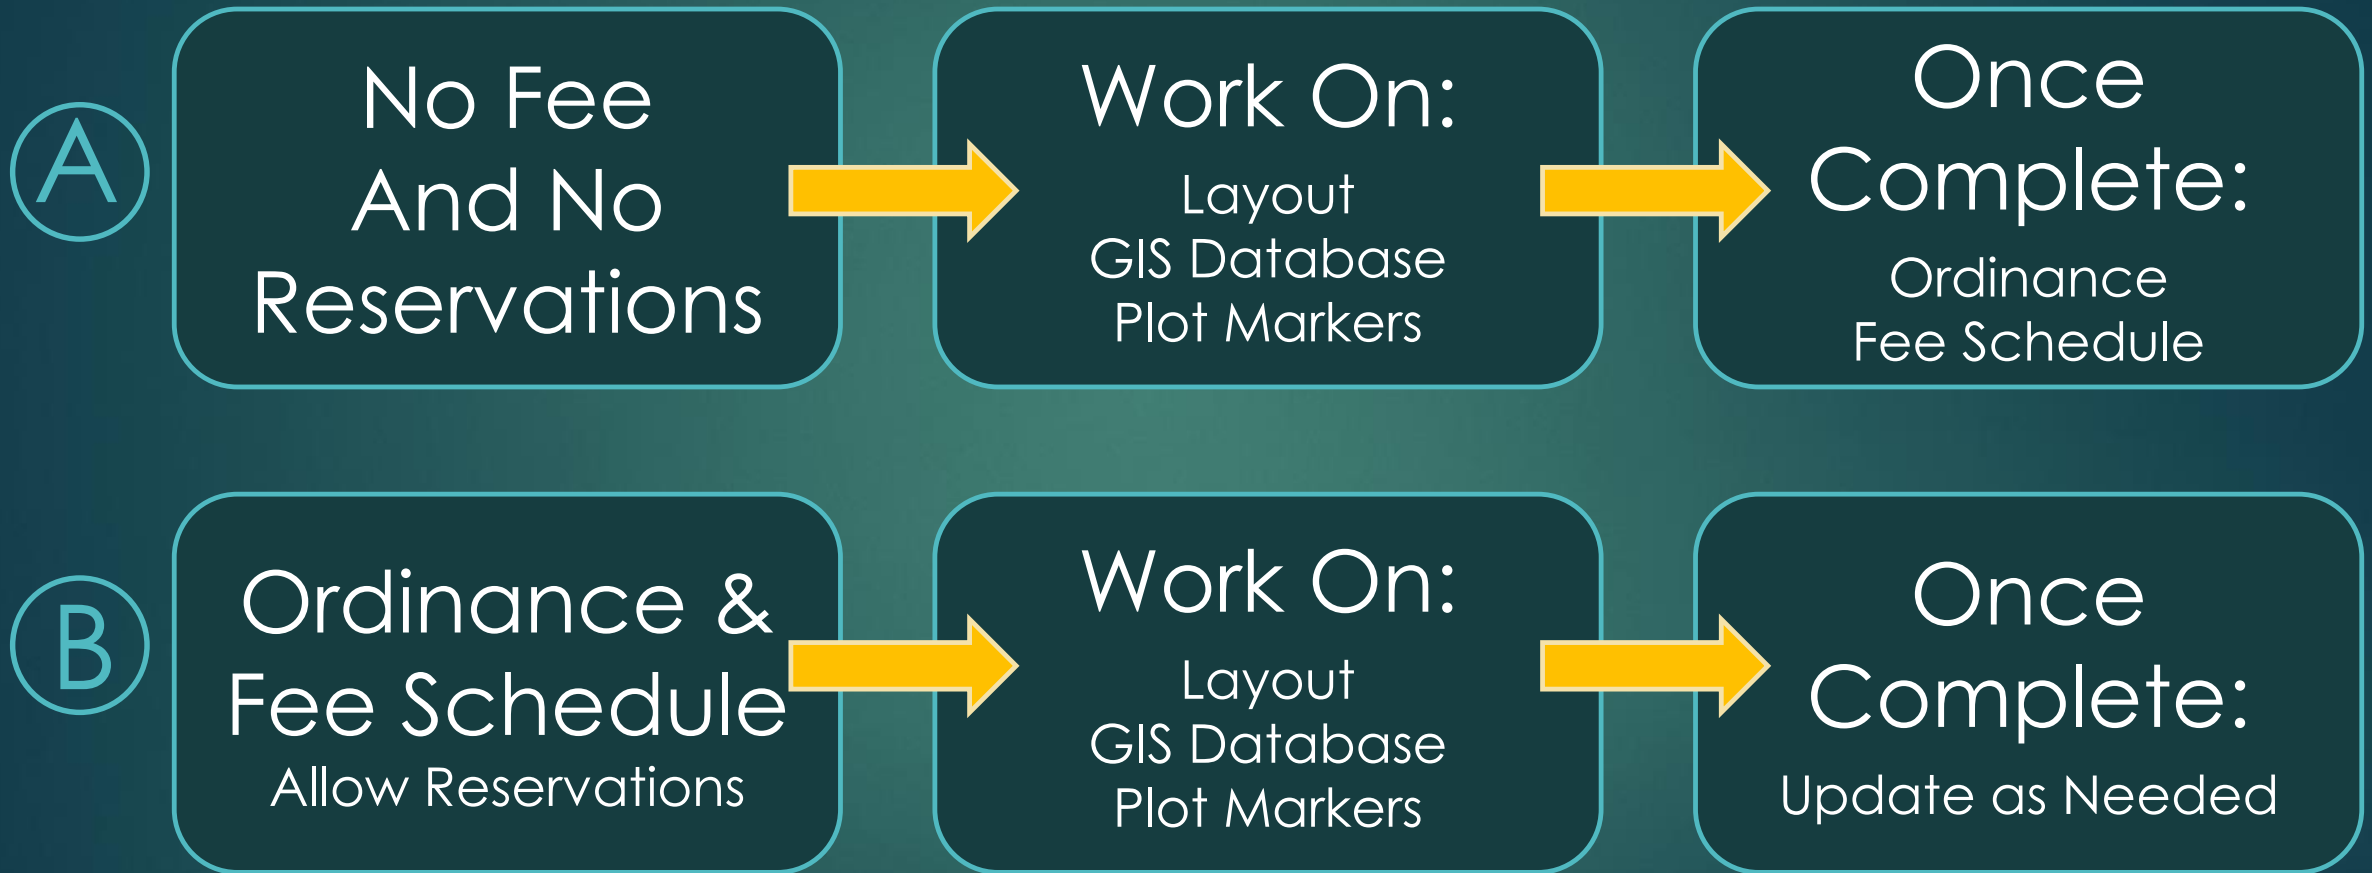 A
No Fee
And No
Reservations
Work On:
Layout
GIS Database
Plot Markers
Once
Complete:
Ordinance
Fee Schedule
B
Ordinance &
Fee Schedule
Allow Reservations
Work On:
Layout
GIS Database
Plot Markers
Once
Complete:
Update as Needed